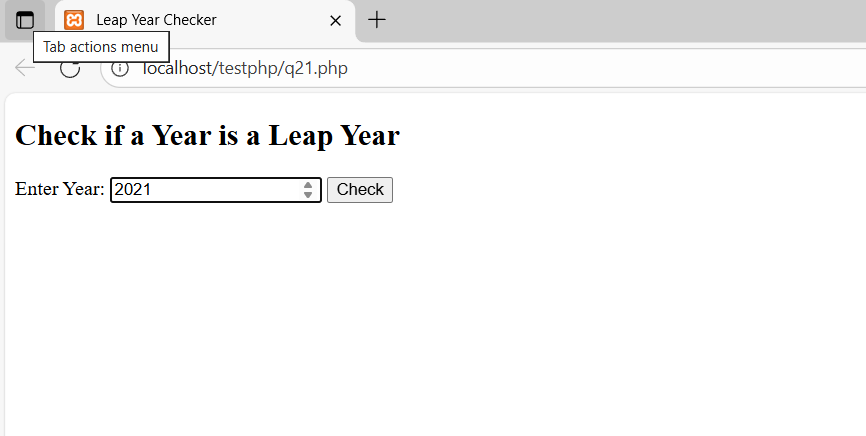 Leap Year Checker
Tab actions menu
localhost/testphp/q21.php
Check if a Year is a Leap Year
Enter Year: 2021 Check